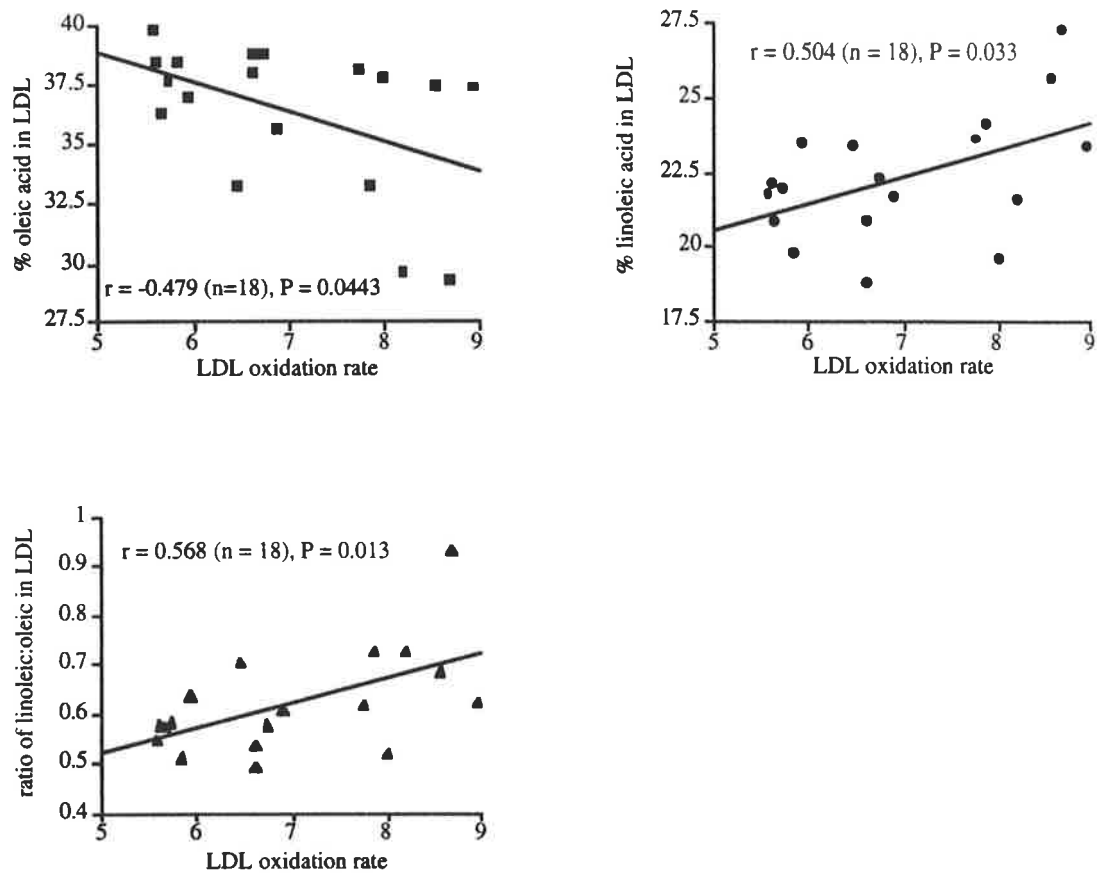 40
37.5
35
32.5
30
27.5
% oleic acid in LDL
r = -0.479 (n=18), P = 0.0443
5 6 7 8 9
LDL oxidation rate
27.5
25
22.5
20
17.5
% linoleic acid in LDL
r = 0.504 (n = 18), P = 0.033
5 6 7 8 9
LDL oxidation rate
1
0.9
0.8
0.7
0.6
0.5
0.4
ratio of linoleic:oleic in LDL
r = 0.568 (n = 18), P = 0.013
5 6 7 8 9
LDL oxidation rate